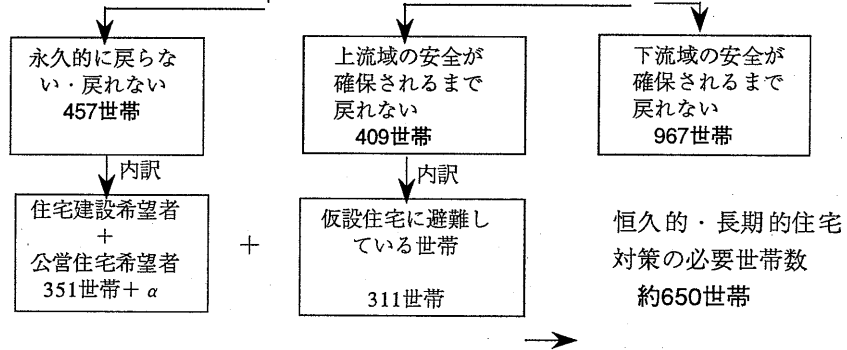 永久的に戻らな
い・戻れない
457世帯
上流域の安全が
確保されるまで
戻れない
409世帯
下流域の安全が
確保されるまで
戻れない
967世帯
内訳
内訳
住宅建設希望者
+
公営住宅希望者
351世帯+α
+
仮設住宅に避難し
ている世帯
311世帯
恒久的・長期的住宅
対策の必要世帯数
約650世帯